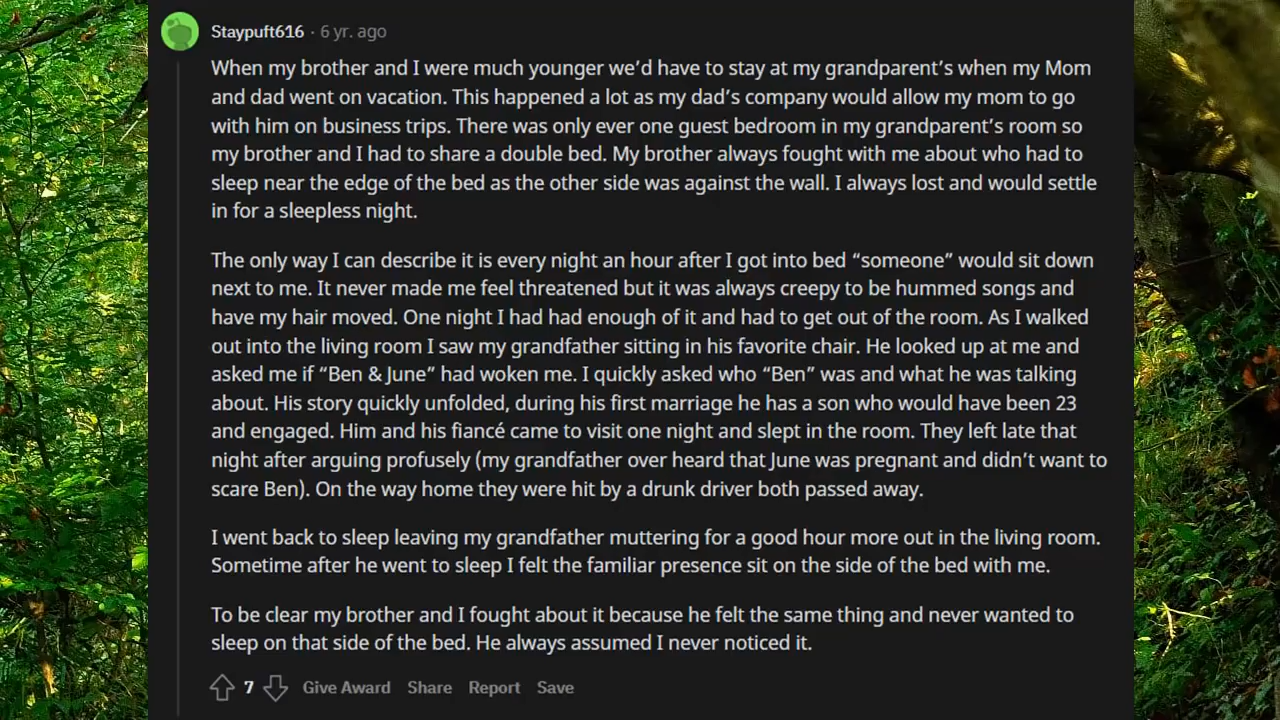 Staypuft616 · 6 yr. ago
When my brother and I were much younger we’d have to stay at my grandparent’s when my Mom
and dad went on vacation. This happened a lot as my dad’s company would allow my mom to go
with him on business trips. There was only ever one guest bedroom in my grandparent’s room so
my brother and I had to share a double bed. My brother always fought with me about who had to
sleep near the edge of the bed as the other side was against the wall. I always lost and would settle
in for a sleepless night.
The only way I can describe it is every night an hour after I got into bed “someone” would sit down
next to me. It never made me feel threatened but it was always creepy to be hummed songs and
have my hair moved. One night I had had enough of it and had to get out of the room. As I walked
out into the living room I saw my grandfather sitting in his favorite chair. He looked up at me and
asked me if “Ben & June” had woken me. I quickly asked who “Ben” was and what he was talking
about. His story quickly unfolded, during his first marriage he has a son who would have been 23
and engaged. Him and his fiancé came to visit one night and slept in the room. They left late that
night after arguing profusely (my grandfather over heard that June was pregnant and didn’t want to
scare Ben). On the way home they were hit by a drunk driver both passed away.
I went back to sleep leaving my grandfather muttering for a good hour more out in the living room.
Sometime after he went to sleep I felt the familiar presence sit on the side of the bed with me.
To be clear my brother and I fought about it because he felt the same thing and never wanted to
sleep on that side of the bed. He always assumed I never noticed it.
7 Give Award Share Report Save